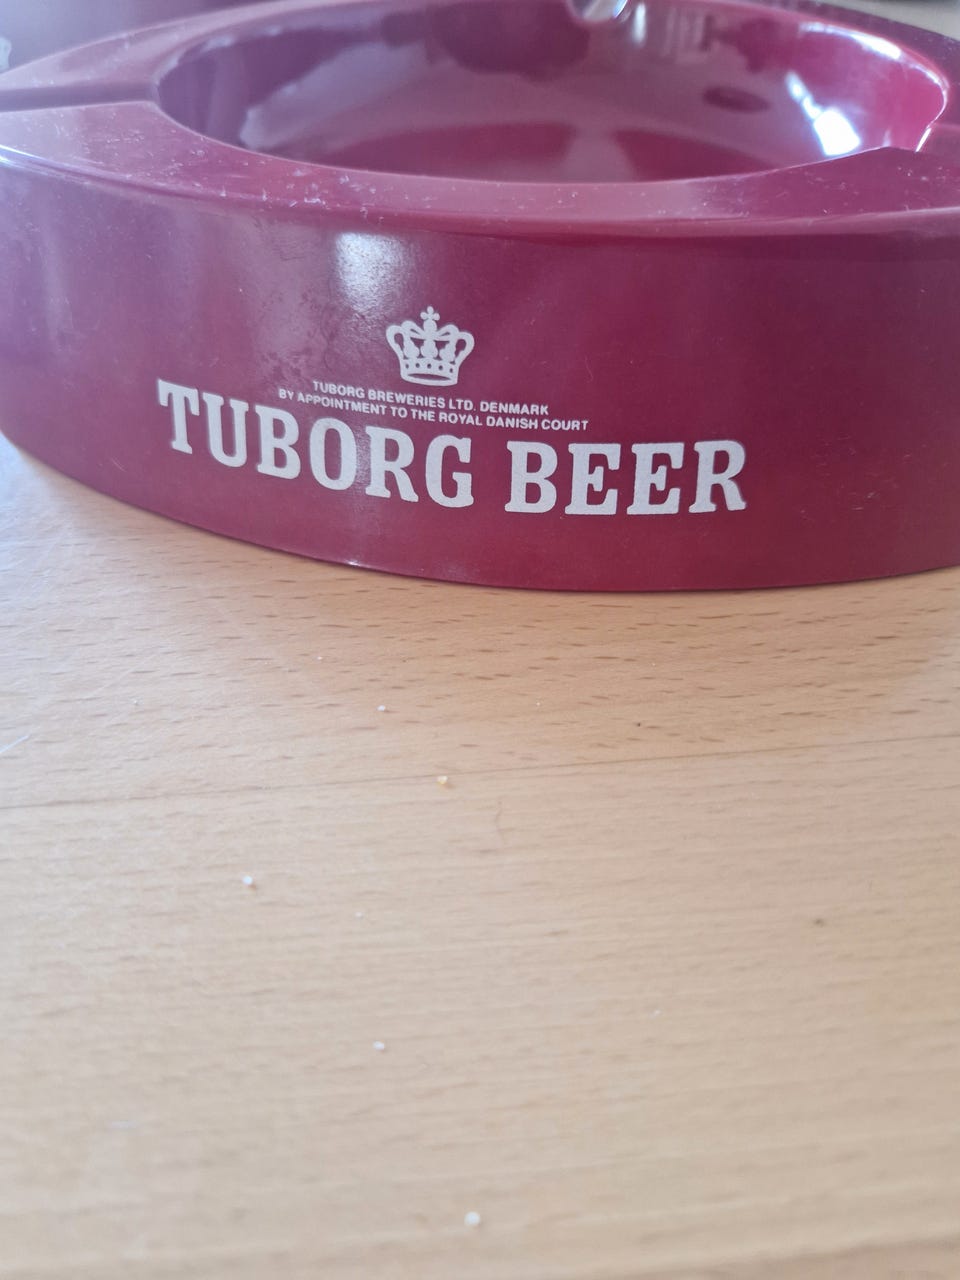 TUBORG BREWERIES LTD. DENMARK
BY APPOINTMENT TO THE ROYAL DANISH COURT
TUBORG BEER